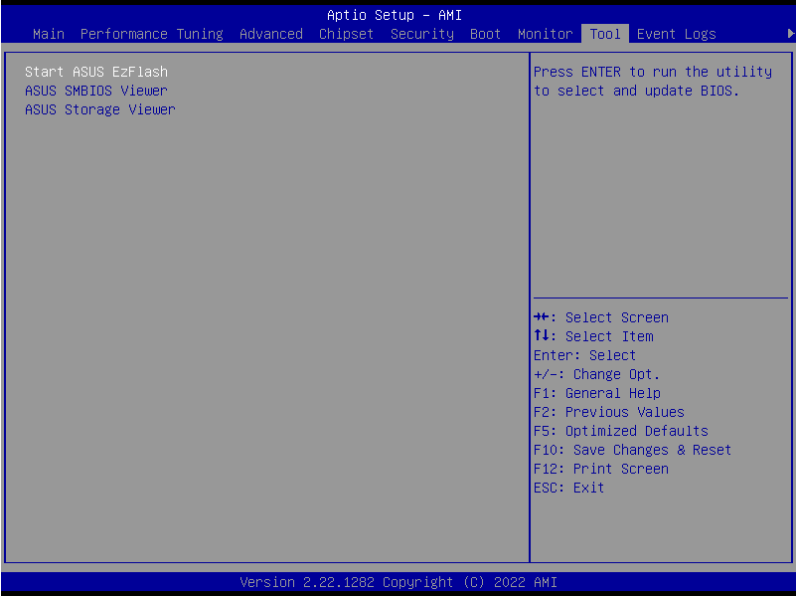 Aptio Setup – AMI
Main Performance Tuning Advanced Chipset Security Boot Monitor Tool Event Logs ▶
Start ASUS EzFlash
ASUS SMBIOS Viewer
ASUS Storage Viewer
Press ENTER to run the utility
to select and update BIOS.
→←: Select Screen
↑↓: Select Item
Enter: Select
+/-: Change Opt.
F1: General Help
F2: Previous Values
F5: Optimized Defaults
F10: Save Changes & Reset
F12: Print Screen
ESC: Exit
Version 2.22.1282 Copyright (C) 2022 AMI